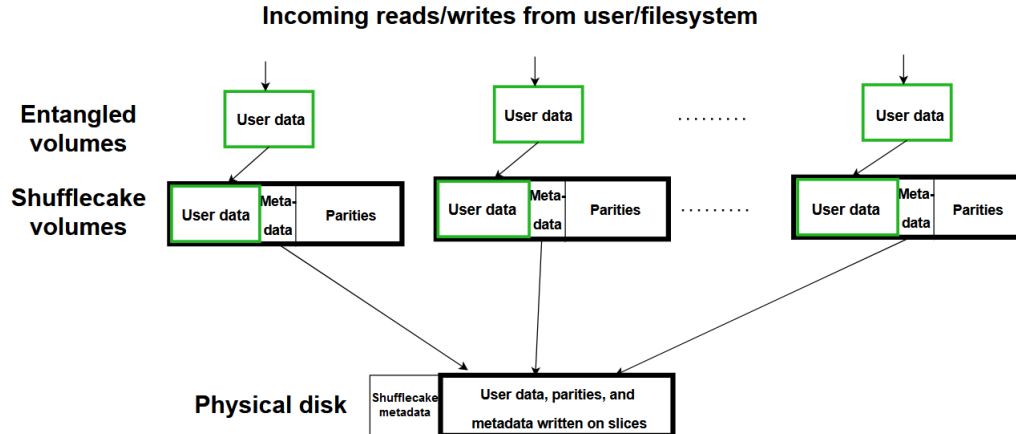 Incoming reads/writes from user/filesystem
Entangled
volumes
User data
User data
.........
User data
Shufflecake
volumes
User data
Meta-
data
Parities
User data
Meta-
data
Parities
.........
User data
Meta-
data
Parities
Physical disk
Shufflecake
metadata
User data, parities, and
metadata written on slices